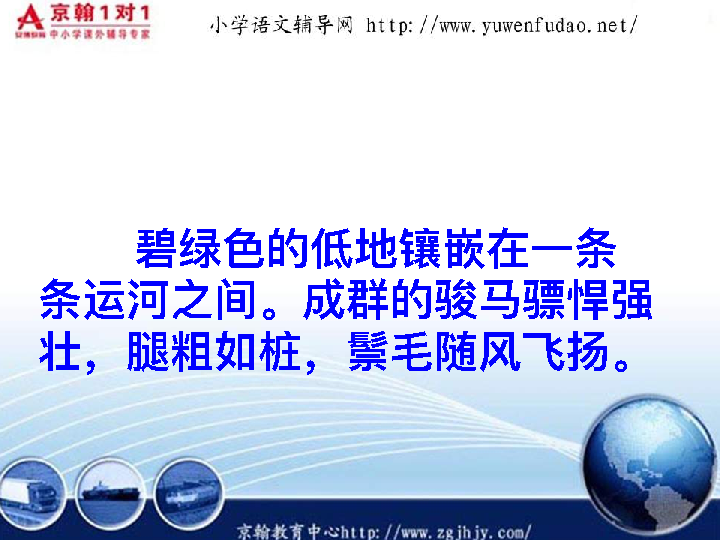 京翰1对1
中小学课外辅导专家
小学语文辅导网 http://www.yuwenfudao.net/
碧绿色的低地镶嵌在一条
条运河之间。成群的骏马骠悍强
壮，腿粗如桩，鬃毛随风飞扬。
京翰教育中心http://www.zgjhjy.com/